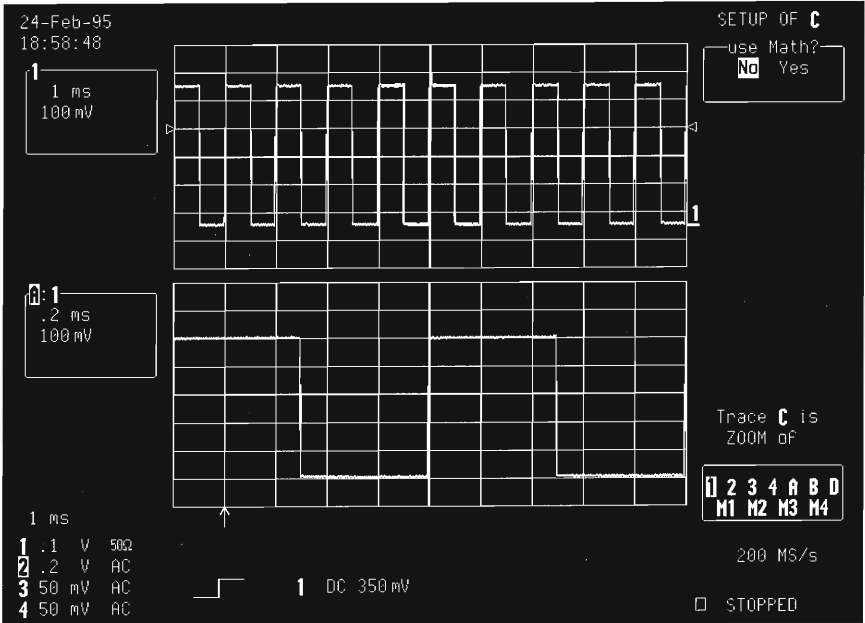 24-Feb-95
18:58:48
SETUP OF C
use Math?
No Yes
1
1 ms
100 mV
1
A:1
.2 ms
100 mV
Trace C is
ZOOM of
1 2 3 4 A B D
M1 M2 M3 M4
1 ms
1 .1 V 50Ω
2 .2 V AC
3 50 mV AC
4 50 mV AC
1 DC 350 mV
200 MS/s
STOPPED